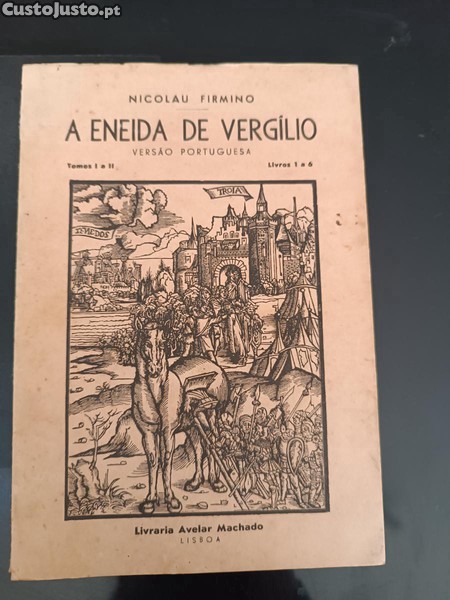 CustoJusto.pt
NICOLAU FIRMINO
A ENEIDA DE VERGÍLIO
VERSÃO PORTUGUESA
Tomos I e II Livros 1 a 6
TROIA
Livraria Avelar Machado
LISBOA